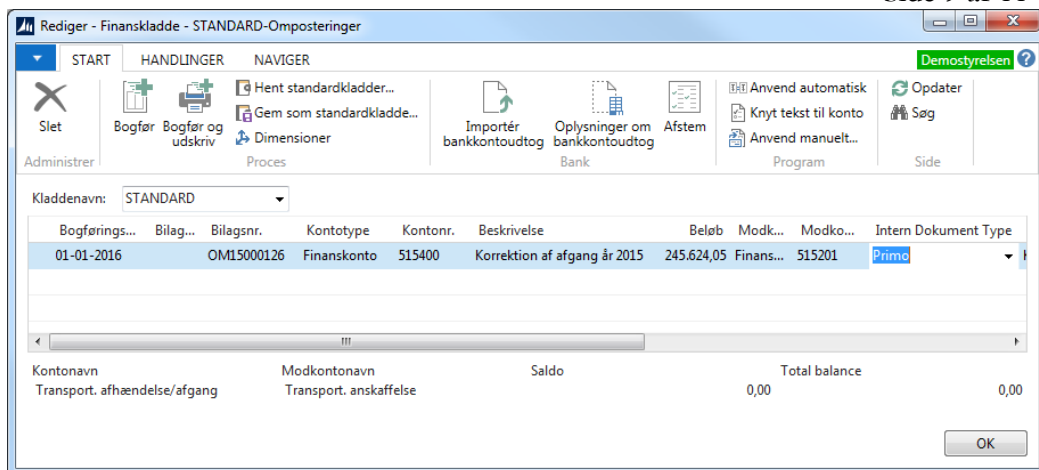 Rediger - Finanskladde - STANDARD-Omposteringer
START HANDLINGER NAVIGER Demostyrelsen
Slet
Bogfør
Bogfør og udskriv
Hent standardkladder...
Gem som standardkladde...
Dimensioner
Importér bankkontoudtog
Oplysninger om bankkontoudtog
Afstem
Anvend automatisk
Knyt tekst til konto
Anvend manuelt...
Opdater
Søg
Administrer Proces Bank Program Side
Kladdenavn: STANDARD
Bogførings... Bilag... Bilagsnr. Kontotype Kontonr. Beskrivelse Beløb Modk... Modko... Intern Dokument Type
01-01-2016 OM15000126 Finanskonto 515400 Korrektion af afgang år 2015 245.624,05 Finans... 515201 Primo
Kontonavn Modkontonavn Saldo Total balance
Transport. afhændelse/afgang Transport. anskaffelse 0,00 0,00
OK